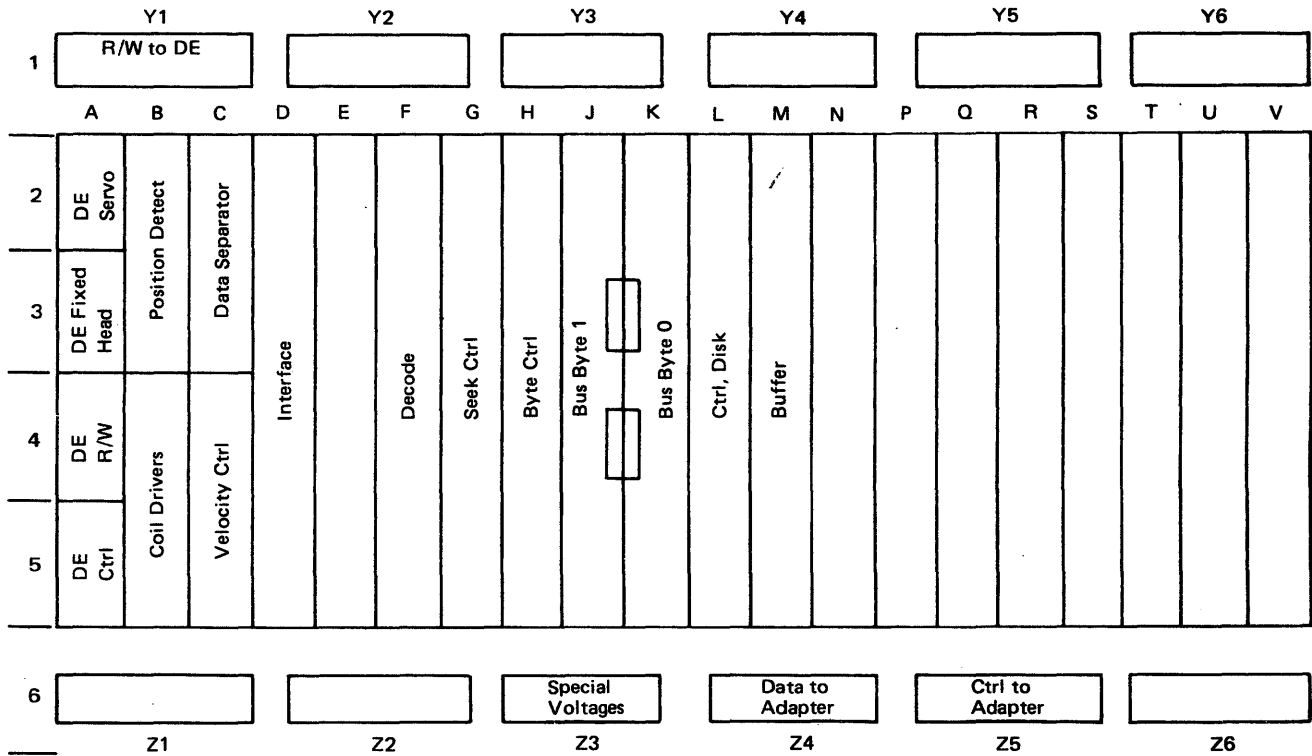 Y1 Y2 Y3 Y4 Y5 Y6
1 R/W to DE
A B C D E F G H J K L M N P Q R S T U V
2
3
4
5
DE Servo
DE Fixed Head
DE R/W
DE Ctrl
Position Detect
Coil Drivers
Data Separator
Velocity Ctrl
Interface
Decode
Seek Ctrl
Byte Ctrl
Bus Byte 1
Bus Byte 0
Ctrl, Disk
Buffer
6 Special Voltages Data to Adapter Ctrl to Adapter
Z1 Z2 Z3 Z4 Z5 Z6